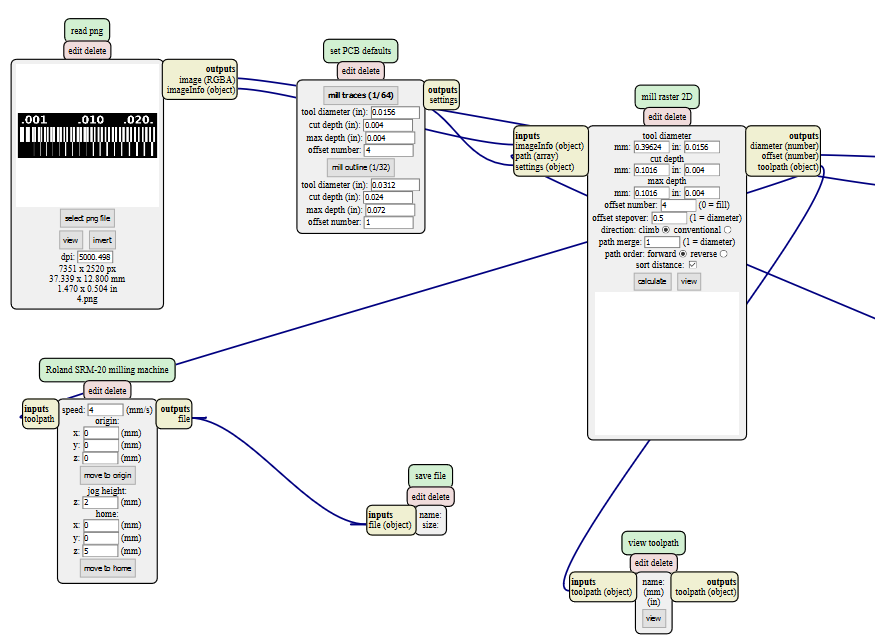 read png
edit delete
outputs
image (RGBA)
imageInfo (object)
.001 .010 .020.
select png file
view invert
dpi: 5000.498
7351 x 2520 px
37.339 x 12.800 mm
1.470 x 0.504 in
4.png
set PCB defaults
edit delete
outputs
settings
mill traces (1/64)
tool diameter (in): 0.0156
cut depth (in): 0.004
max depth (in): 0.004
offset number: 4
mill outline (1/32)
tool diameter (in): 0.0312
cut depth (in): 0.024
max depth (in): 0.072
offset number: 1
mill raster 2D
edit delete
inputs
imageInfo (object)
path (array)
settings (object)
tool diameter
mm: 0.39624 in: 0.0156
cut depth
mm: 0.1016 in: 0.004
max depth
mm: 0.1016 in: 0.004
offset number: 4 (0 = fill)
offset stepover: 0.5 (1 = diameter)
direction: climb conventional
path merge: 1 (1 = diameter)
path order: forward reverse
sort distance:
calculate view
outputs
diameter (number)
offset (number)
toolpath (object)
Roland SRM-20 milling machine
edit delete
inputs
toolpath
speed: 4 (mm/s)
origin:
x: 0 (mm)
y: 0 (mm)
z: 0 (mm)
move to origin
jog height:
z: 2 (mm)
home:
x: 0 (mm)
y: 0 (mm)
z: 5 (mm)
move to home
outputs
file
save file
edit delete
inputs
file (object)
name:
size:
view toolpath
edit delete
inputs
toolpath (object)
name:
(mm)
(in)
view
outputs
toolpath (object)